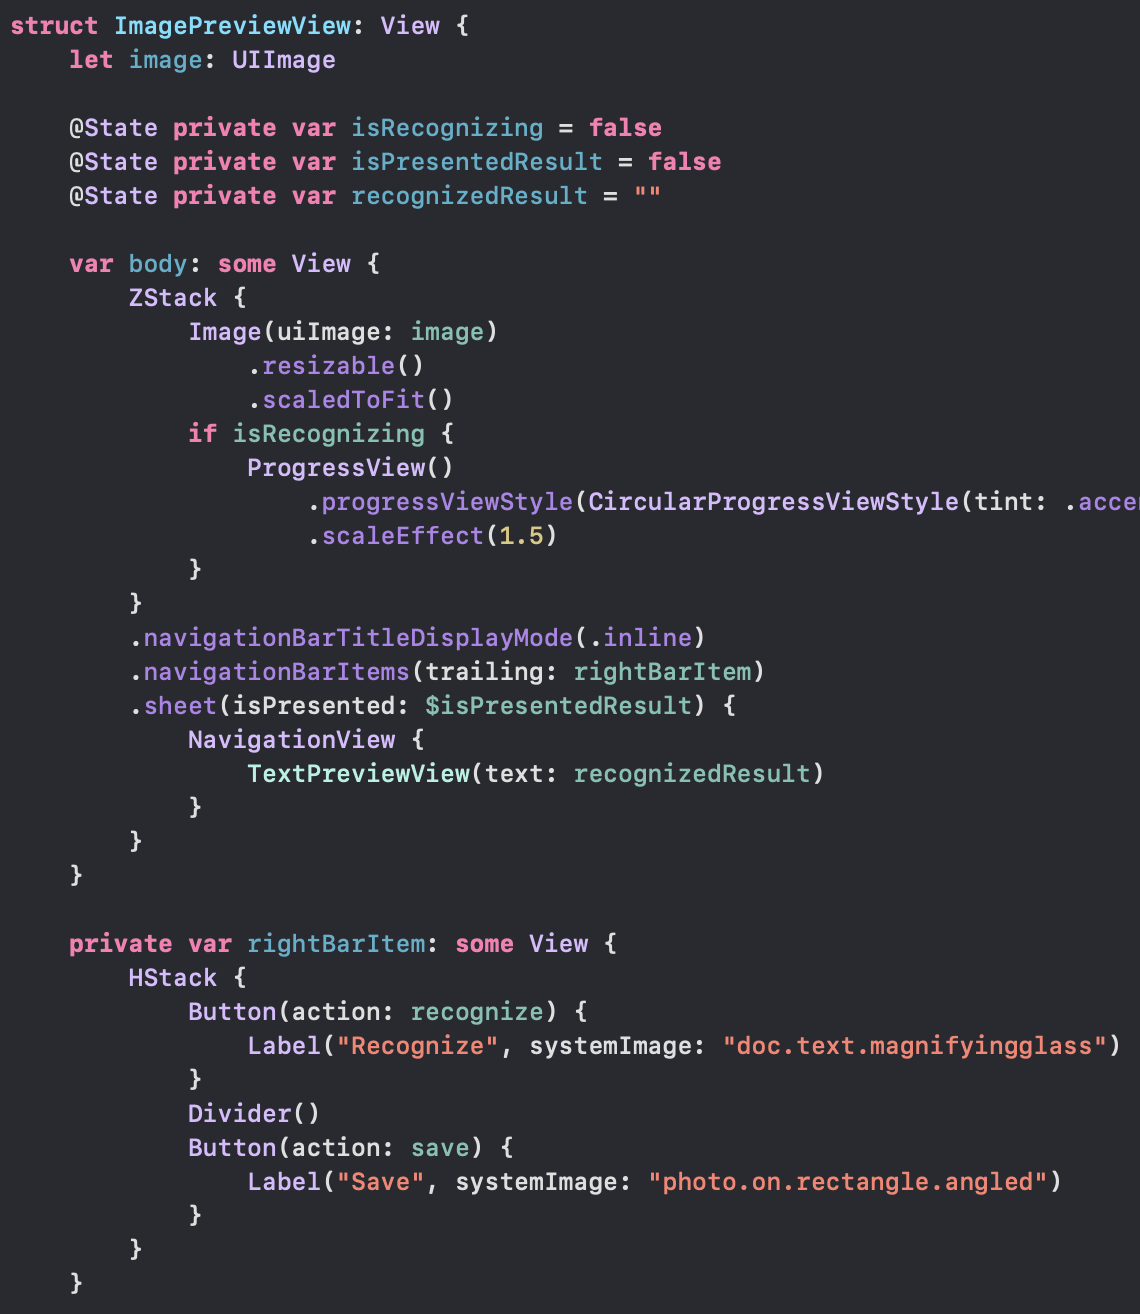 struct ImagePreviewView: View {
    let image: UIImage

    @State private var isRecognizing = false
    @State private var isPresentedResult = false
    @State private var recognizedResult = ""

    var body: some View {
        ZStack {
            Image(uiImage: image)
                .resizable()
                .scaledToFit()
            if isRecognizing {
                ProgressView()
                    .progressViewStyle(CircularProgressViewStyle(tint: .acce
                    .scaleEffect(1.5)
            }
        }
        .navigationBarTitleDisplayMode(.inline)
        .navigationBarItems(trailing: rightBarItem)
        .sheet(isPresented: $isPresentedResult) {
            NavigationView {
                TextPreviewView(text: recognizedResult)
            }
        }
    }

    private var rightBarItem: some View {
        HStack {
            Button(action: recognize) {
                Label("Recognize", systemImage: "doc.text.magnifyingglass")
            }
            Divider()
            Button(action: save) {
                Label("Save", systemImage: "photo.on.rectangle.angled")
            }
        }
    }